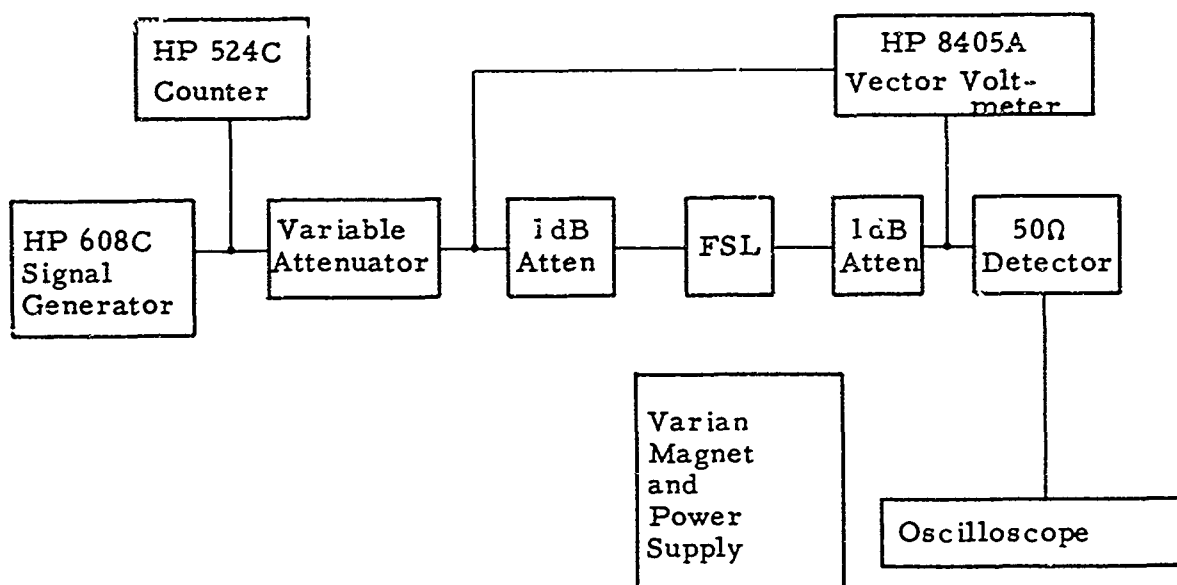 HP 524C
Counter
HP 8405A
Vector Volt-
meter
HP 608C
Signal
Generator
Variable
Attenuator
1dB
Atten
FSL
1dB
Atten
50Ω
Detector
Varian
Magnet
and
Power
Supply
Oscilloscope